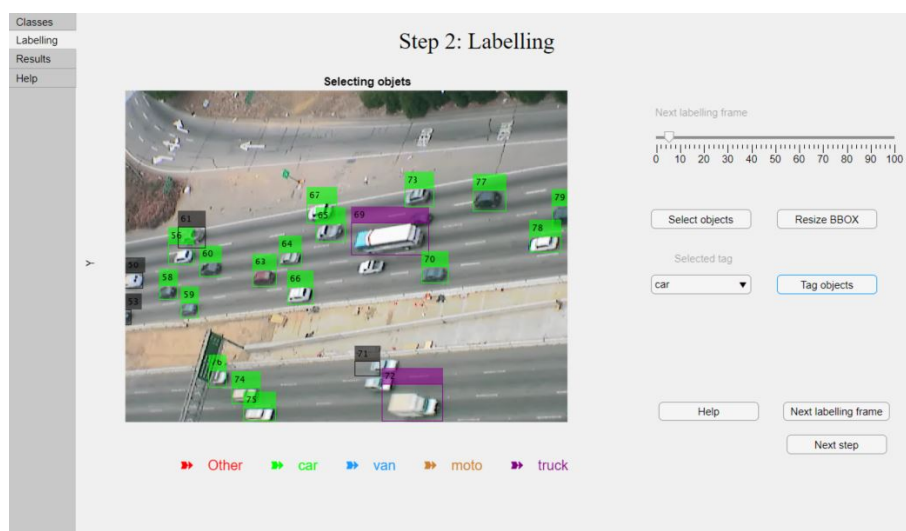 Classes
Labelling
Results
Help
Step 2: Labelling
Selecting objets
Y
67
73
77
79
61
65
69
78
56
60
64
50
58
63
66
70
53
59
71
76
74
72
75
Other
car
van
moto
truck
Next labelling frame
0 10 20 30 40 50 60 70 80 90 100
Select objects
Resize BBOX
Selected tag
car
Tag objects
Help
Next labelling frame
Next step